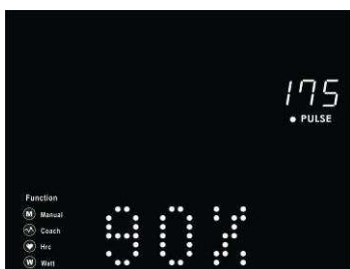 175
PULSE
Function
M Manual
Coach
Hrc
W Watt
90%